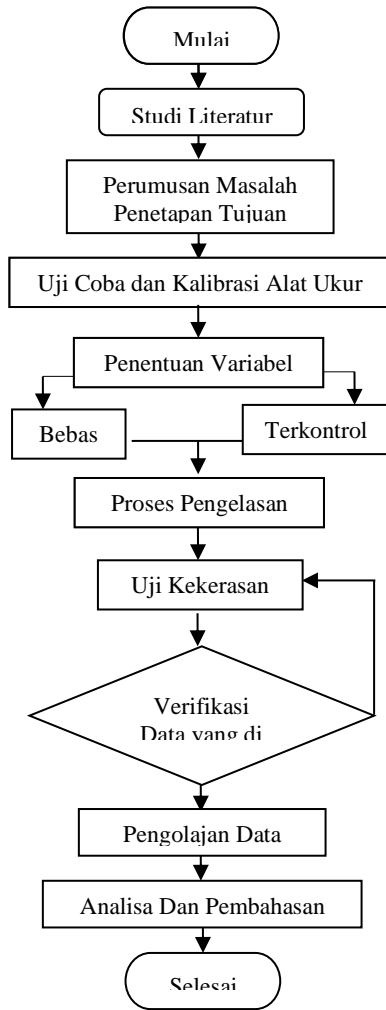 Mulai
Studi Literatur
Perumusan Masalah
Penetapan Tujuan
Uji Coba dan Kalibrasi Alat Ukur
Penentuan Variabel
Bebas
Terkontrol
Proses Pengelasan
Uji Kekerasan
Verifikasi
Data yang di
Pengolajan Data
Analisa Dan Pembahasan
Selesai